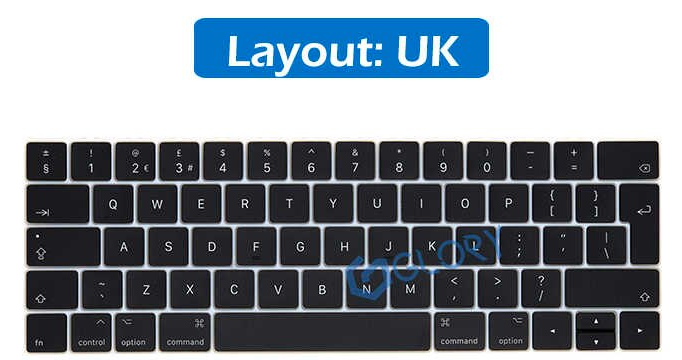 Layout: UK
± § ! 1 @ 2 € £ 3 # $ 4 % 5 ^ 6 & 7 * 8 ( 9 ) 0 _ - + =
Q W E R T Y U I O P { [ } ]
A S D F G H J K L : ; " ' | \
~ ` Z X C V B N M < , > . ? /
fn control option command command option
GLORY